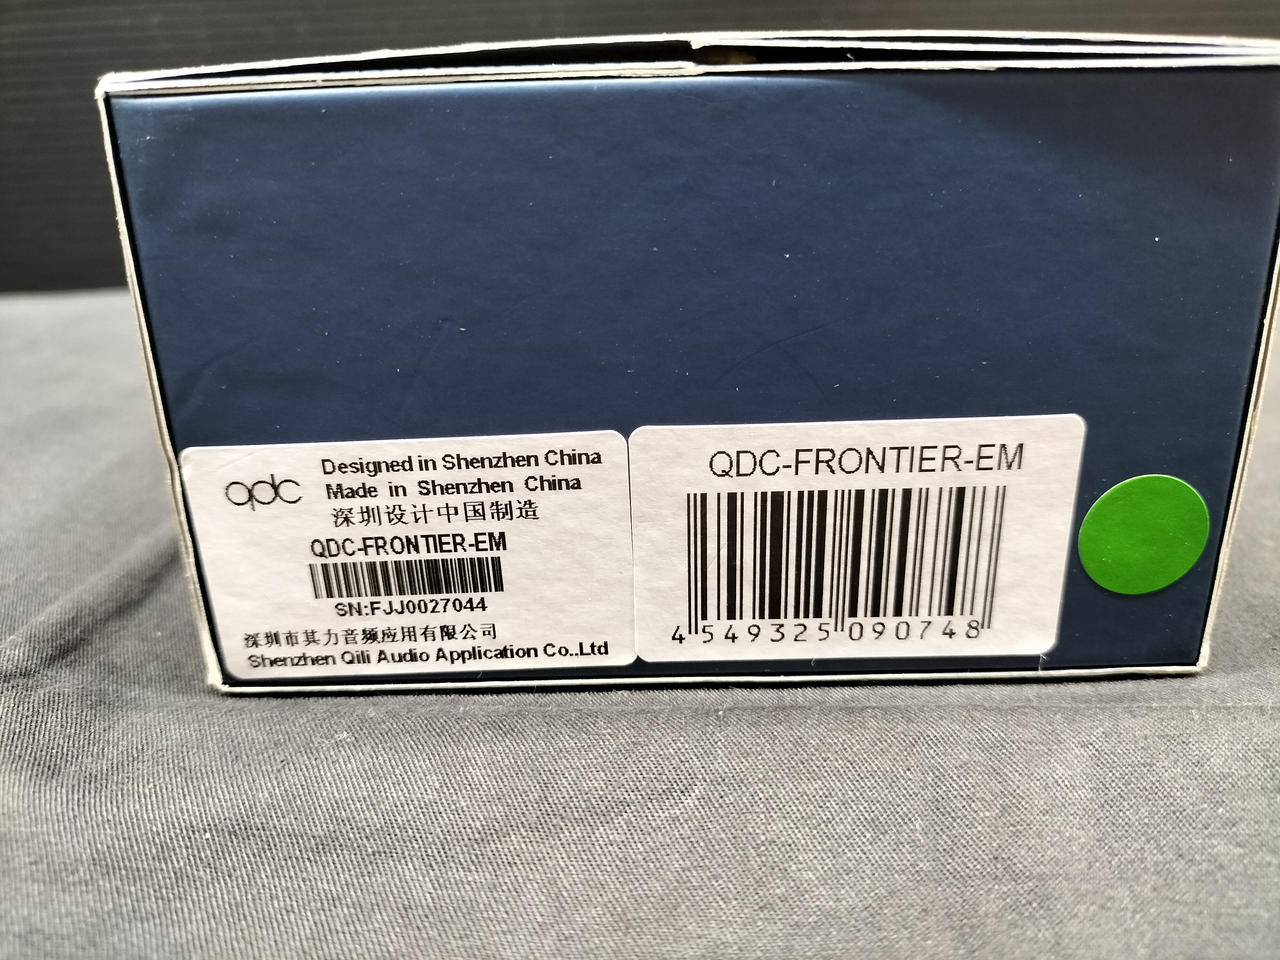 qdc
Designed in Shenzhen China
Made in Shenzhen China
深圳设计中国制造
QDC-FRONTIER-EM
SN:FJJ0027044
深圳市其力音频应用有限公司
Shenzhen Qili Audio Application Co..Ltd
QDC-FRONTIER-EM
4 549325 090748